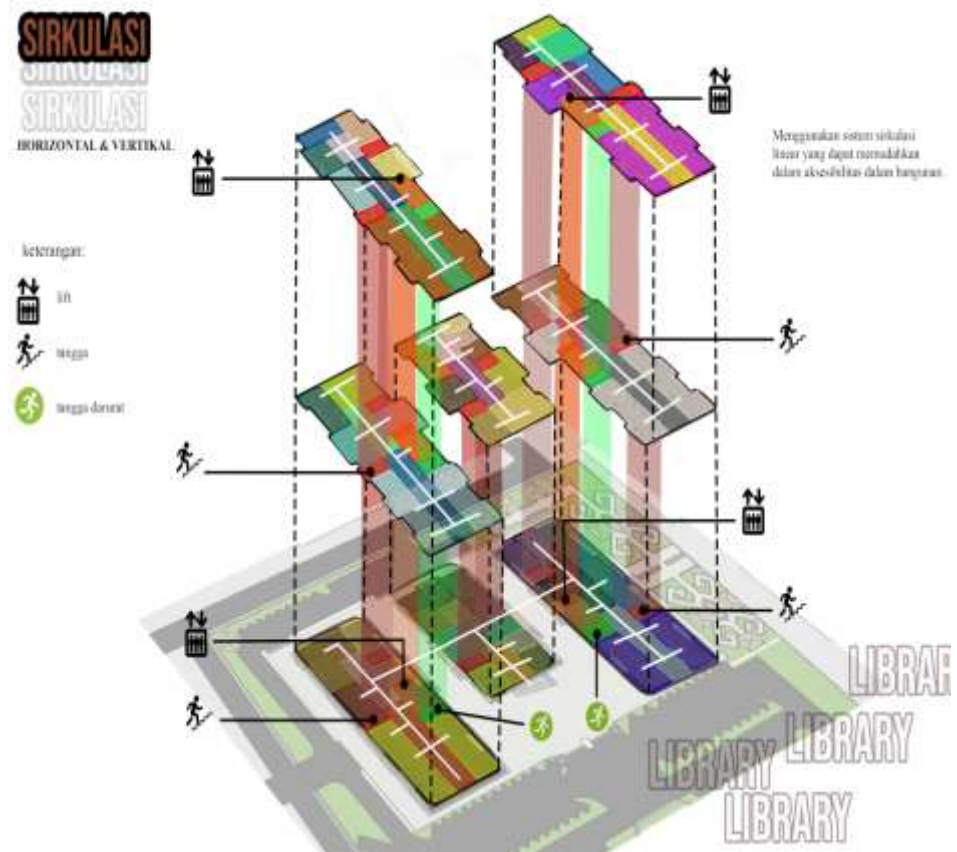 SIRKULASI
SIRKULASI
SIRKULASI
HORIZONTAL & VERTIKAL
Menggunakan sistem sirkulasi
linear yang dapat memudahkan
dalam aksesibilitas dalam bangunan.
keterangan:
lift
tangga
tangga darurat
LIBRAR
LIBRARY
LIBRARY
LIBRARY